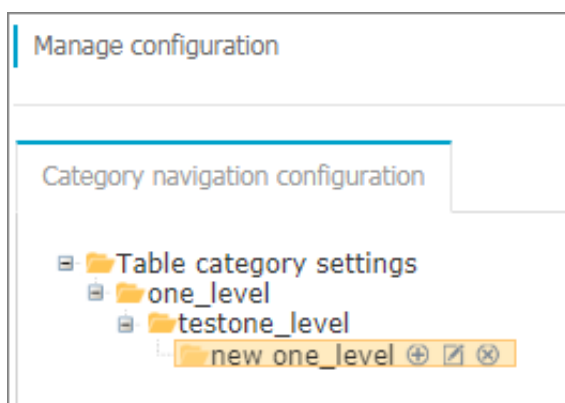 Manage configuration
Category navigation configuration
Table category settings
one_level
testone_level
new one_level